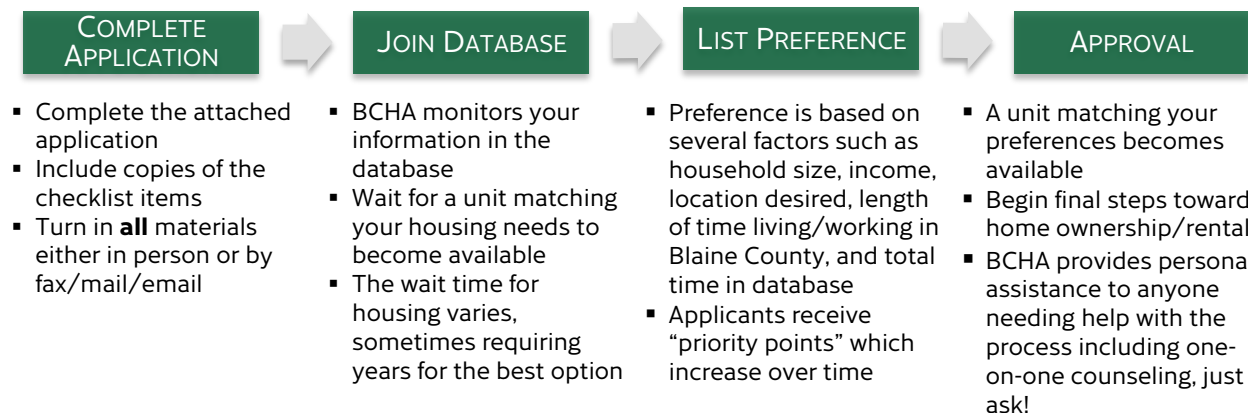 COMPLETE
APPLICATION
▪ Complete the attached
application
▪ Include copies of the
checklist items
▪ Turn in all materials
either in person or by
fax/mail/email
JOIN DATABASE
▪ BCHA monitors your
information in the
database
▪ Wait for a unit matching
your housing needs to
become available
▪ The wait time for
housing varies,
sometimes requiring
years for the best option
LIST PREFERENCE
▪ Preference is based on
several factors such as
household size, income,
location desired, length
of time living/working in
Blaine County, and total
time in database
▪ Applicants receive
“priority points” which
increase over time
APPROVAL
▪ A unit matching your
preferences becomes
available
▪ Begin final steps toward
home ownership/rental
▪ BCHA provides persona
assistance to anyone
needing help with the
process including one-
on-one counseling, just
ask!